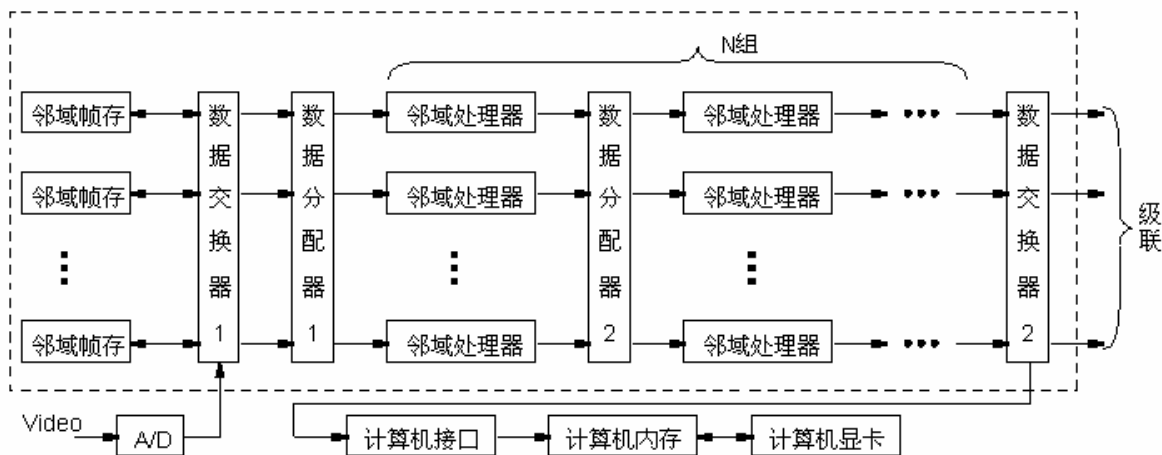 N组
邻域帧存
数据交换器1
数据分配器1
邻域处理器
数据分配器2
邻域处理器
•••
数据交换器2
邻域帧存
邻域处理器
邻域处理器
•••
级联
邻域帧存
邻域处理器
邻域处理器
•••
Video
A/D
计算机接口
计算机内存
计算机显卡